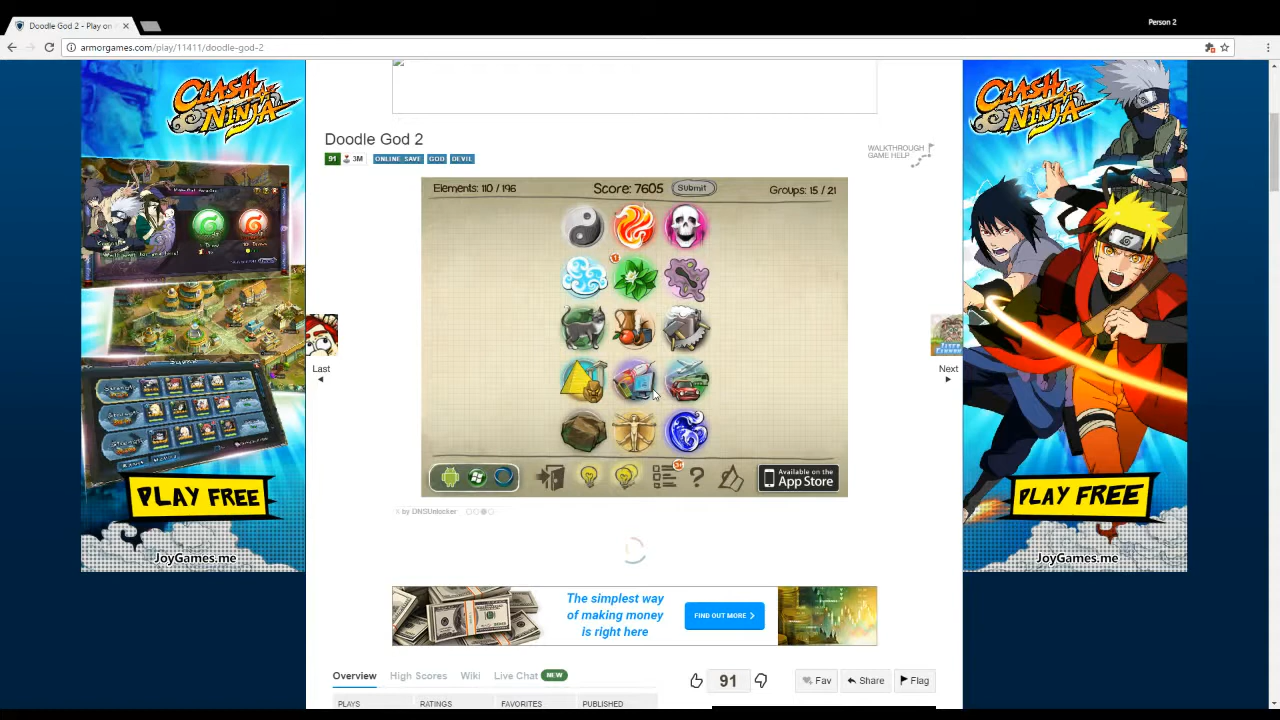 Doodle God 2 - Play on
Person 2
armorgames.com/play/11411/doodle-god-2
CLASH OF NINJA
CLASH OF NINJA
Doodle God 2
WALKTHROUGH
GAME HELP
91 3M ONLINE SAVE GOD DEVIL
Elements: 110 / 196 Score: 7605 Submit Groups: 15 / 21
Last
Next
Available on the
App Store
? 
by DNSUnlocker
PLAY FREE
PLAY FREE
JoyGames.me
JoyGames.me
The simplest way
of making money
is right here
FIND OUT MORE
Overview High Scores Wiki Live Chat NEW
91 Fav Share Flag
PLAYS RATINGS FAVORITES PUBLISHED